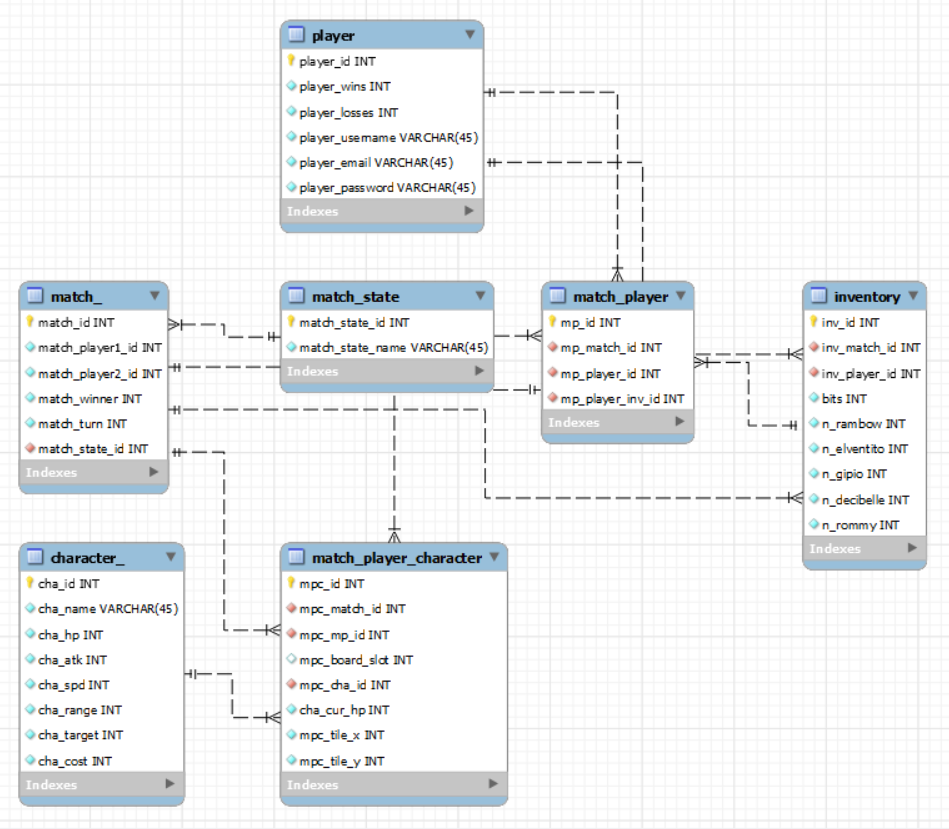 player
player_id INT
player_wins INT
player_losses INT
player_username VARCHAR(45)
player_email VARCHAR(45)
player_password VARCHAR(45)
Indexes
match_
match_id INT
match_player1_id INT
match_player2_id INT
match_winner INT
match_turn INT
match_state_id INT
Indexes
match_state
match_state_id INT
match_state_name VARCHAR(45)
Indexes
match_player
mp_id INT
mp_match_id INT
mp_player_id INT
mp_player_inv_id INT
Indexes
inventory
inv_id INT
inv_match_id INT
inv_player_id INT
bits INT
n_rambow INT
n_elventito INT
n_gipio INT
n_decibelle INT
n_rommy INT
Indexes
character_
cha_id INT
cha_name VARCHAR(45)
cha_hp INT
cha_atk INT
cha_spd INT
cha_range INT
cha_target INT
cha_cost INT
Indexes
match_player_character
mpc_id INT
mpc_match_id INT
mpc_mp_id INT
mpc_board_slot INT
mpc_cha_id INT
cha_cur_hp INT
mpc_tile_x INT
mpc_tile_y INT
Indexes